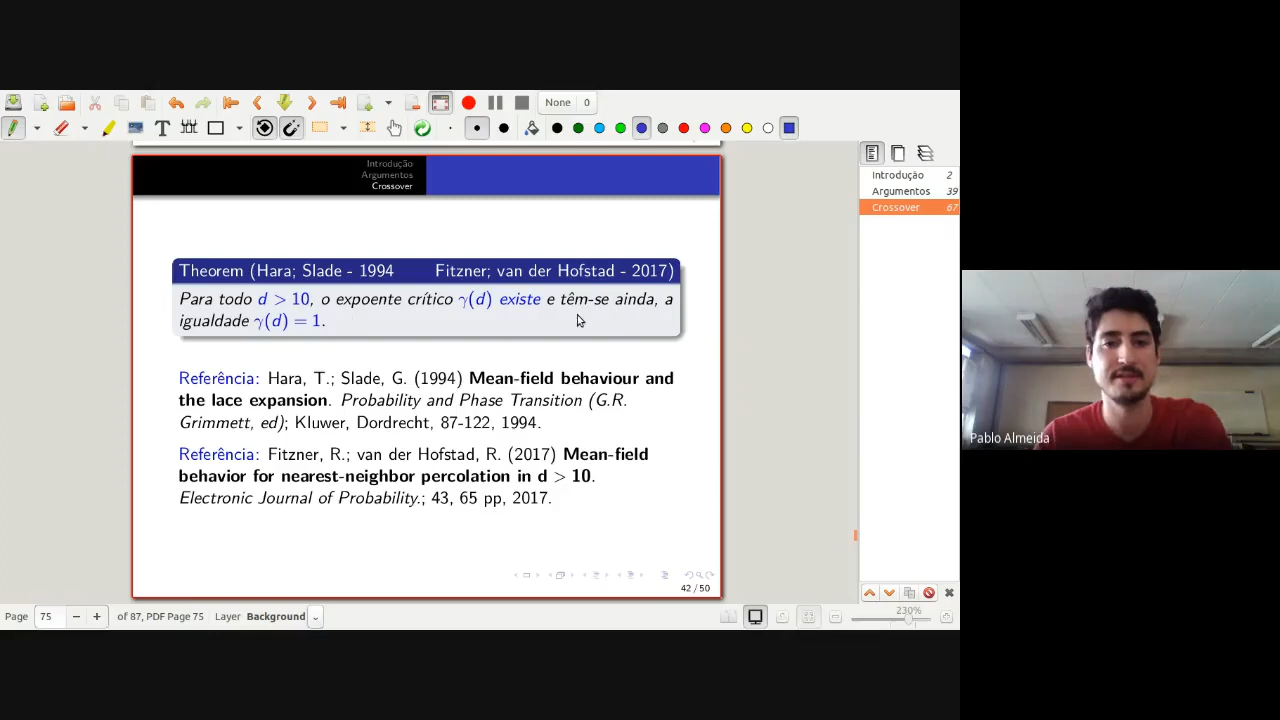 None 0
Introdução
Argumentos
Crossover
Introdução 2
Argumentos 39
Crossover 67
Theorem (Hara; Slade - 1994 Fitzner; van der Hofstad - 2017)
Para todo d > 10, o expoente crítico γ(d) existe e têm-se ainda, a
igualdade γ(d) = 1.
Referência: Hara, T.; Slade, G. (1994) Mean-field behaviour and
the lace expansion. Probability and Phase Transition (G.R.
Grimmett, ed); Kluwer, Dordrecht, 87-122, 1994.
Referência: Fitzner, R.; van der Hofstad, R. (2017) Mean-field
behavior for nearest-neighbor percolation in d > 10.
Electronic Journal of Probability.; 43, 65 pp, 2017.
42 / 50
Pablo Almeida
Page 75 of 87, PDF Page 75 Layer Background
230%